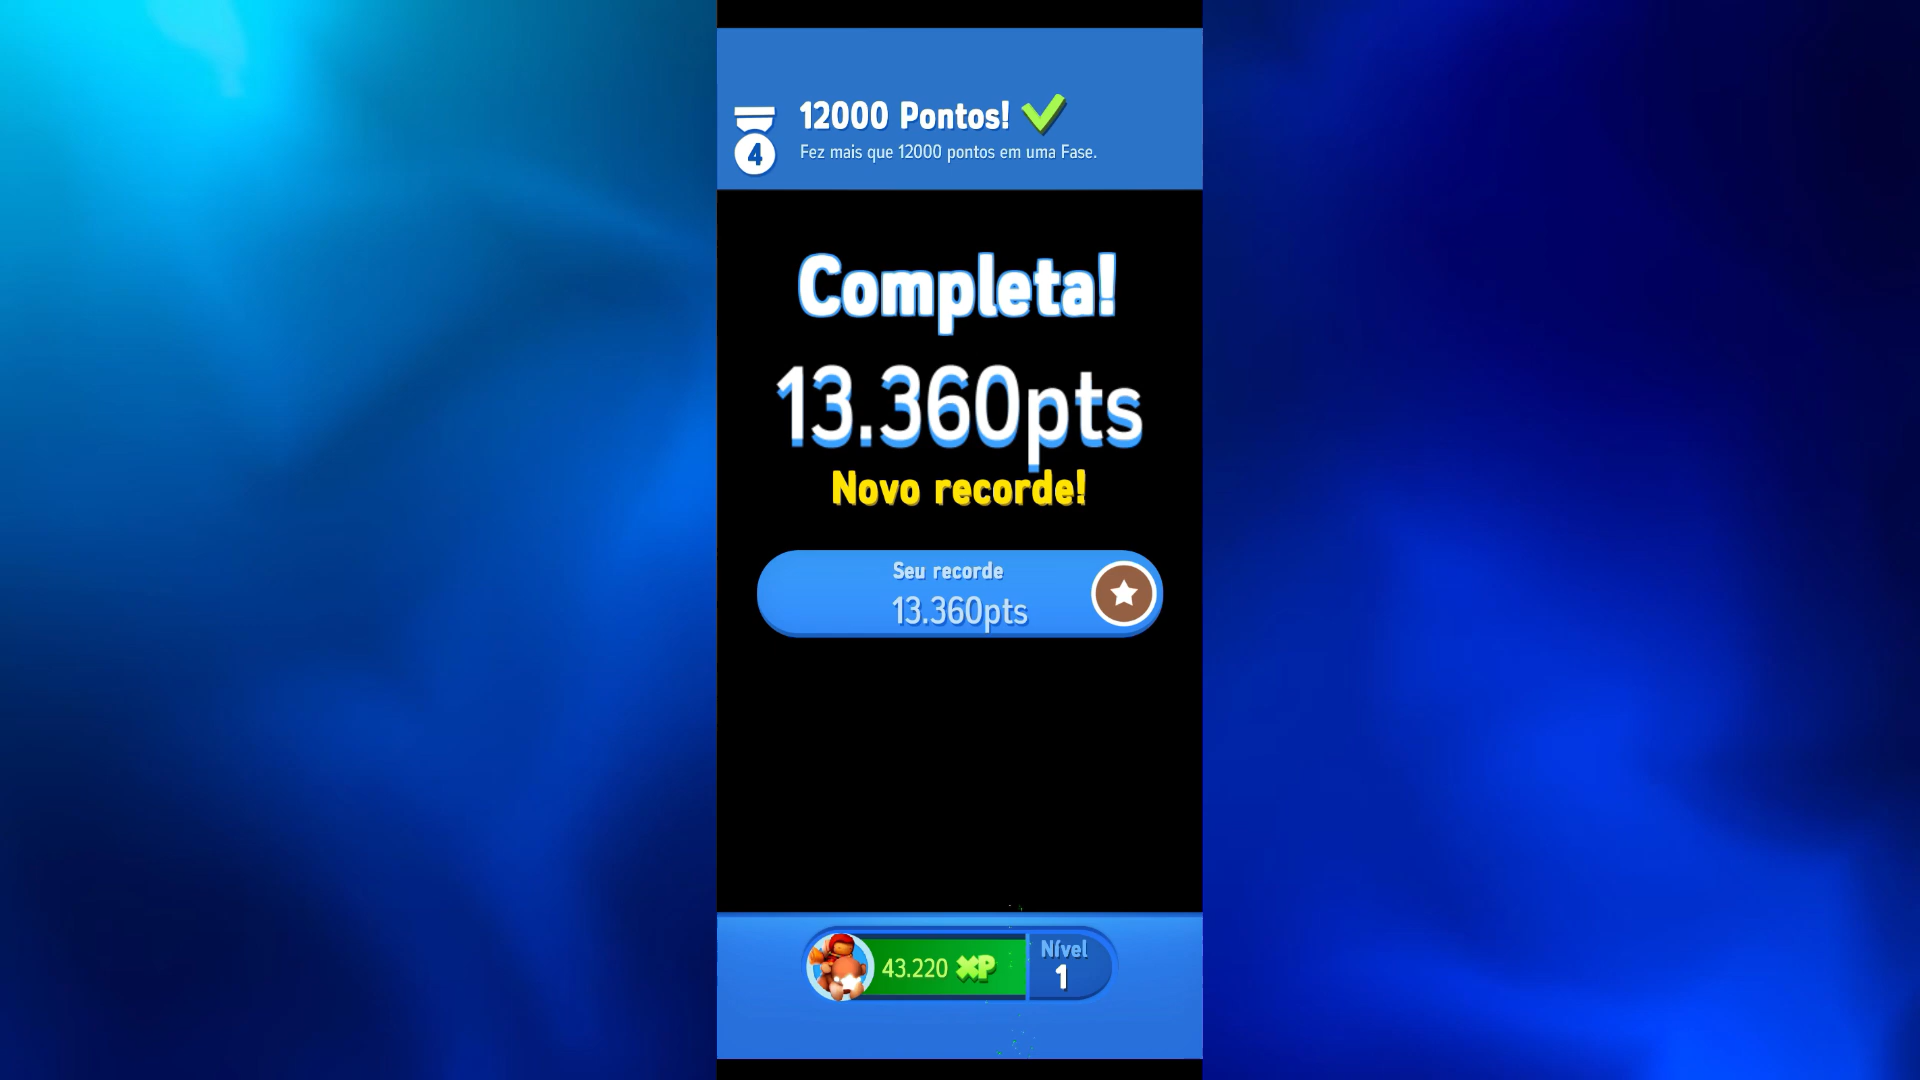 12000 Pontos!
4
Fez mais que 12000 pontos em uma Fase.
Completa!
13.360pts
Novo recorde!
Seu recorde
13.360pts
43.220 XP
Nível
1